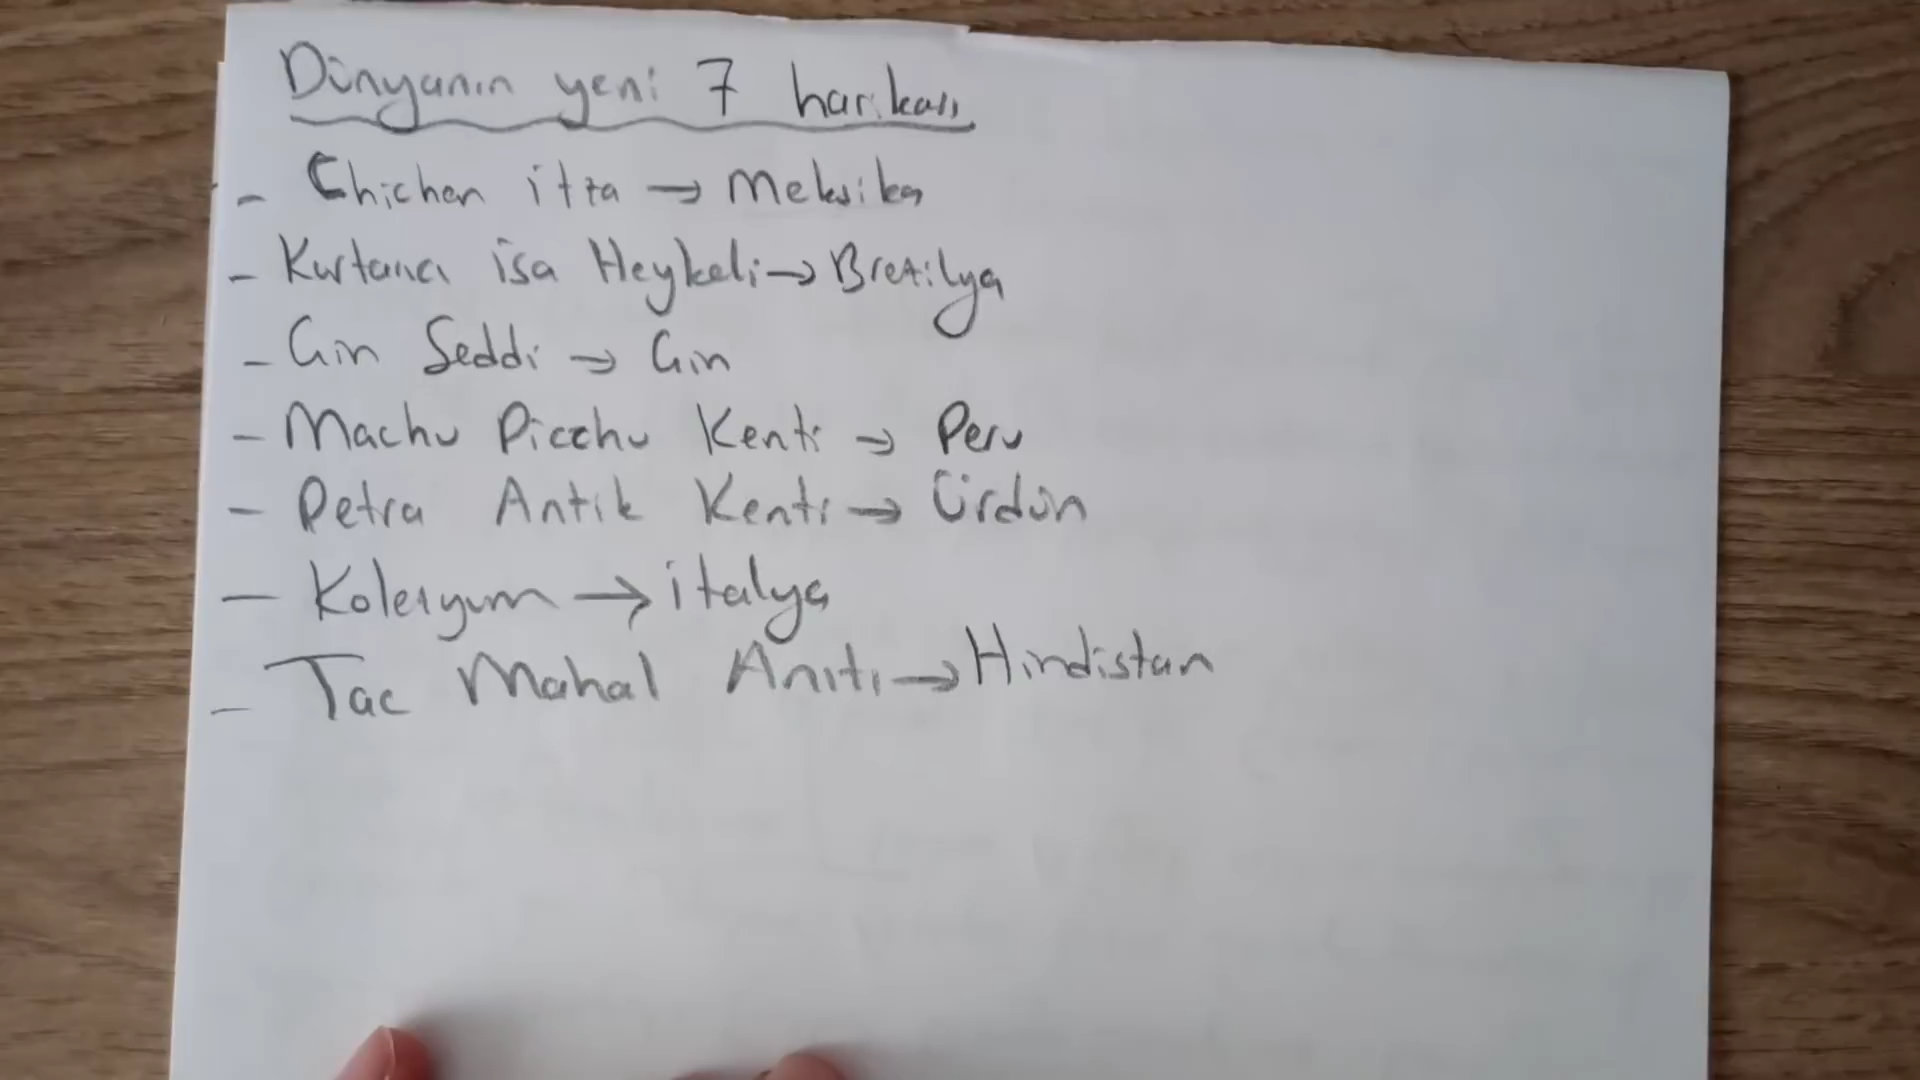 Dünyanın yeni 7 harikası
- Chichen itza → Meksika
- Kurtarıcı isa Heykeli → Brezilya
- Çin Seddi → Çin
- Machu Picchu Kenti → Peru
- Petra Antik Kenti → Ürdün
- Kolezyum → italya
- Tac Mahal Anıtı → Hindistan